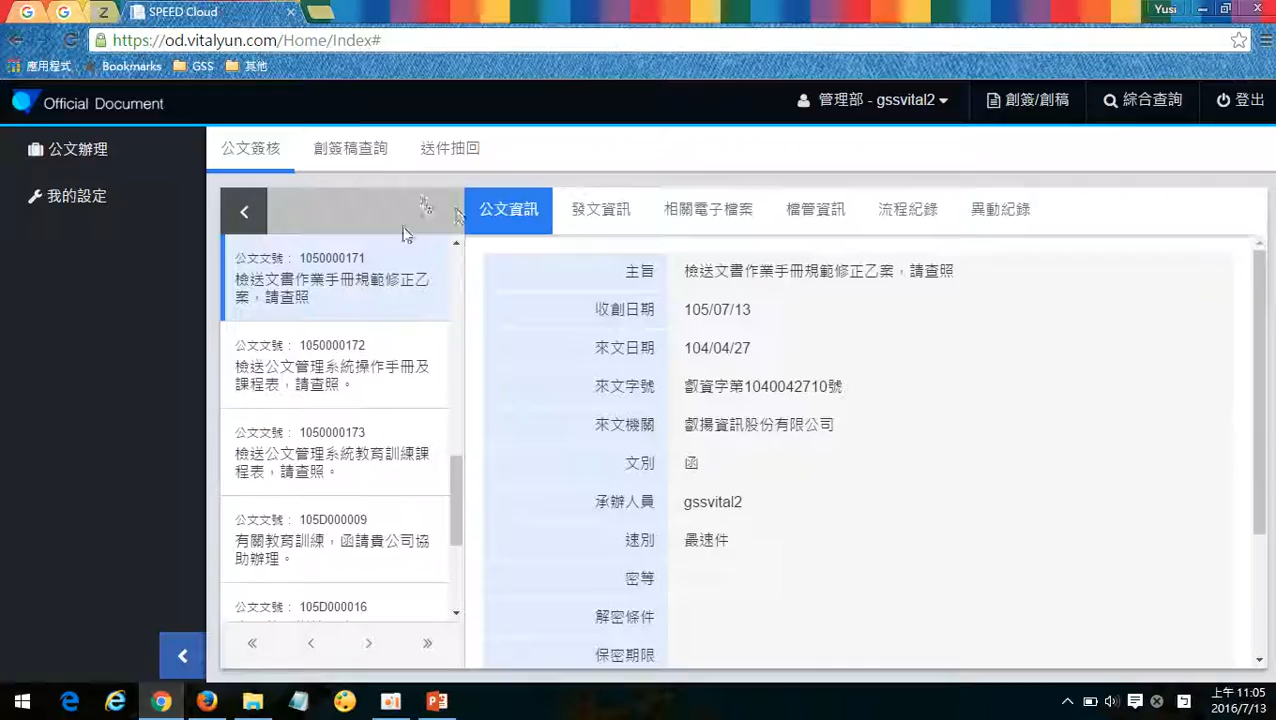 SPEED Cloud
Yusi
https://od.vitalyun.com/Home/Index#
應用程式 Bookmarks GSS 其他
Official Document
管理部 - gssvital2 創簽/創稿 綜合查詢 登出
公文辦理
我的設定
公文簽核 創簽稿查詢 送件抽回
公文資訊 發文資訊 相關電子檔案 檔管資訊 流程紀錄 異動紀錄
公文文號： 1050000171
檢送文書作業手冊規範修正乙
案，請查照
公文文號： 1050000172
檢送公文管理系統操作手冊及
課程表，請查照。
公文文號： 1050000173
檢送公文管理系統教育訓練課
程表，請查照。
公文文號： 105D000009
有關教育訓練，函請貴公司協
助辦理。
公文文號： 105D000016
主旨 檢送文書作業手冊規範修正乙案，請查照
收創日期 105/07/13
來文日期 104/04/27
來文字號 叡資字第1040042710號
來文機關 叡揚資訊股份有限公司
文別 函
承辦人員 gssvital2
速別 最速件
密等
解密條件
保密期限
上午 11:05
2016/7/13